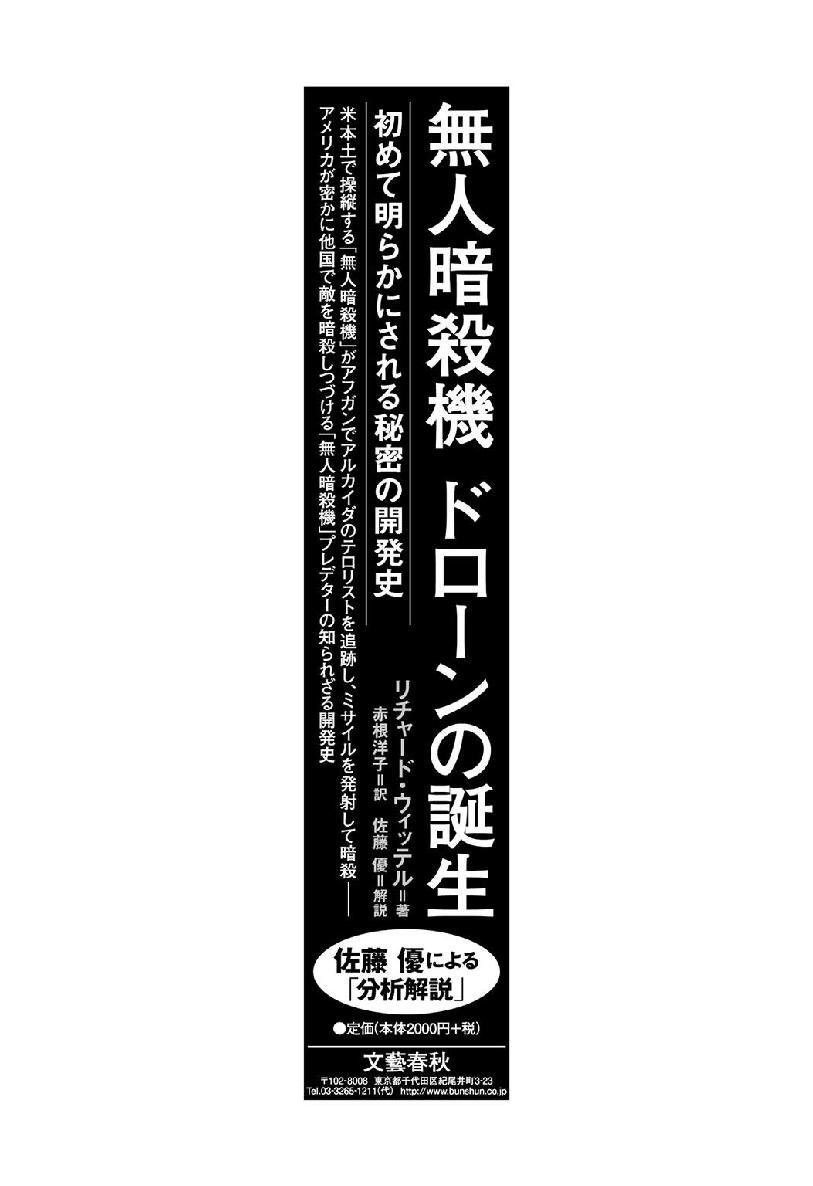 無人暗殺機 ドローンの誕生
初めて明らかにされる秘密の開発史
リチャード・ウィッテル=著
赤根洋子=訳 佐藤 優=解説
米本土で操縦する「無人暗殺機」がアフガンでアルカイダのテロリストを追跡し、ミサイルを発射して暗殺――
アメリカが密かに他国で敵を暗殺しつづける「無人暗殺機」プレデターの知られざる開発史
佐藤 優による
「分析解説」
●定価(本体2000円+税)
文藝春秋
〒102-8008 東京都千代田区紀尾井町3-23
Tel.03-3265-1211(代) http://www.bunshun.co.jp